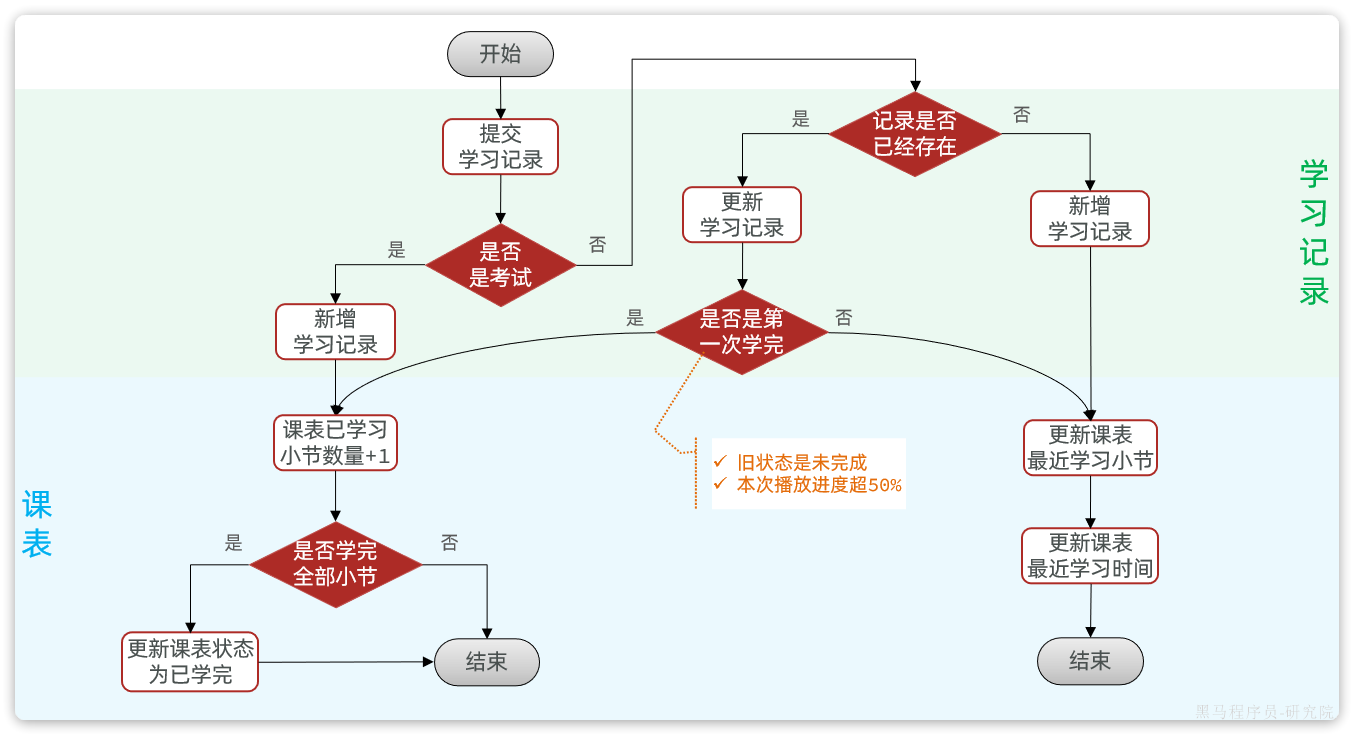 开始
提交
学习记录
是否
是考试
是
否
新增
学习记录
记录是否
已经存在
是
否
更新
学习记录
新增
学习记录
是否是第
一次学完
是
否
学
习
记
录
课表已学习
小节数量+1
旧状态是未完成
本次播放进度超50%
更新课表
最近学习小节
课
表
是否学完
全部小节
是
否
更新课表
最近学习时间
更新课表状态
为已学完
结束
结束
黑马程序员-研究院